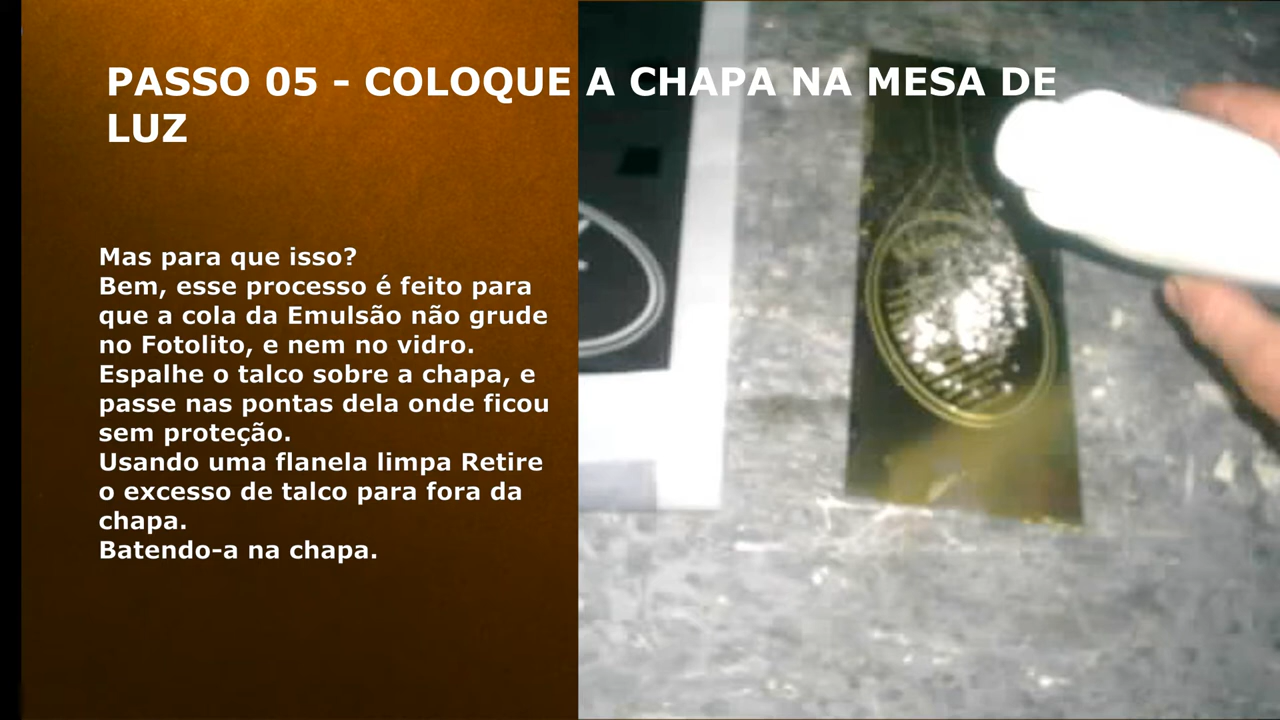 PASSO 05 - COLOQUE A CHAPA NA MESA DE
LUZ
Mas para que isso?
Bem, esse processo é feito para
que a cola da Emulsão não grude
no Fotolito, e nem no vidro.
Espalhe o talco sobre a chapa, e
passe nas pontas dela onde ficou
sem proteção.
Usando uma flanela limpa Retire
o excesso de talco para fora da
chapa.
Batendo-a na chapa.